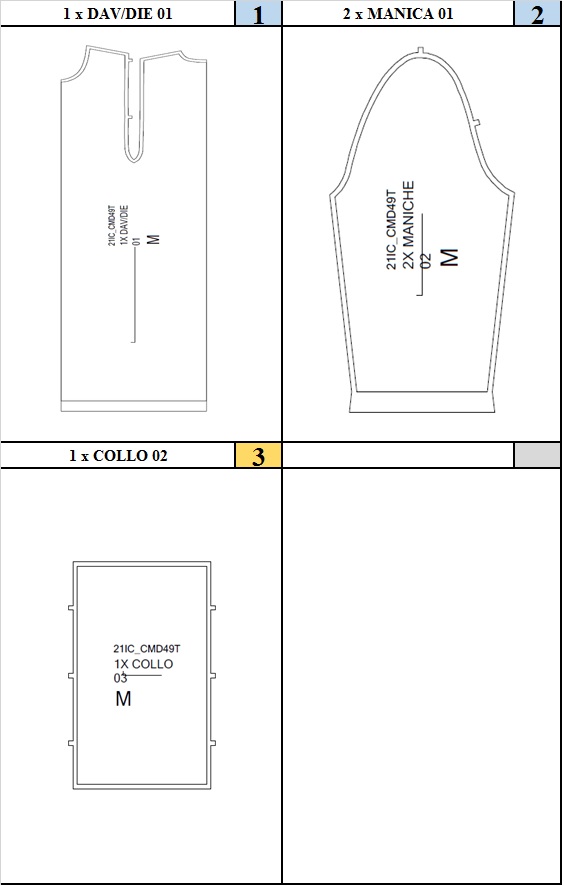 1 x DAV/DIE 01
1
2 x MANICA 01
2
21IC_CMD49T
1X DAV/DIE
01
M
21IC_CMD49T
2X MANICHE
02
M
1 x COLLO 02
3
21IC_CMD49T
1X COLLO
03
M